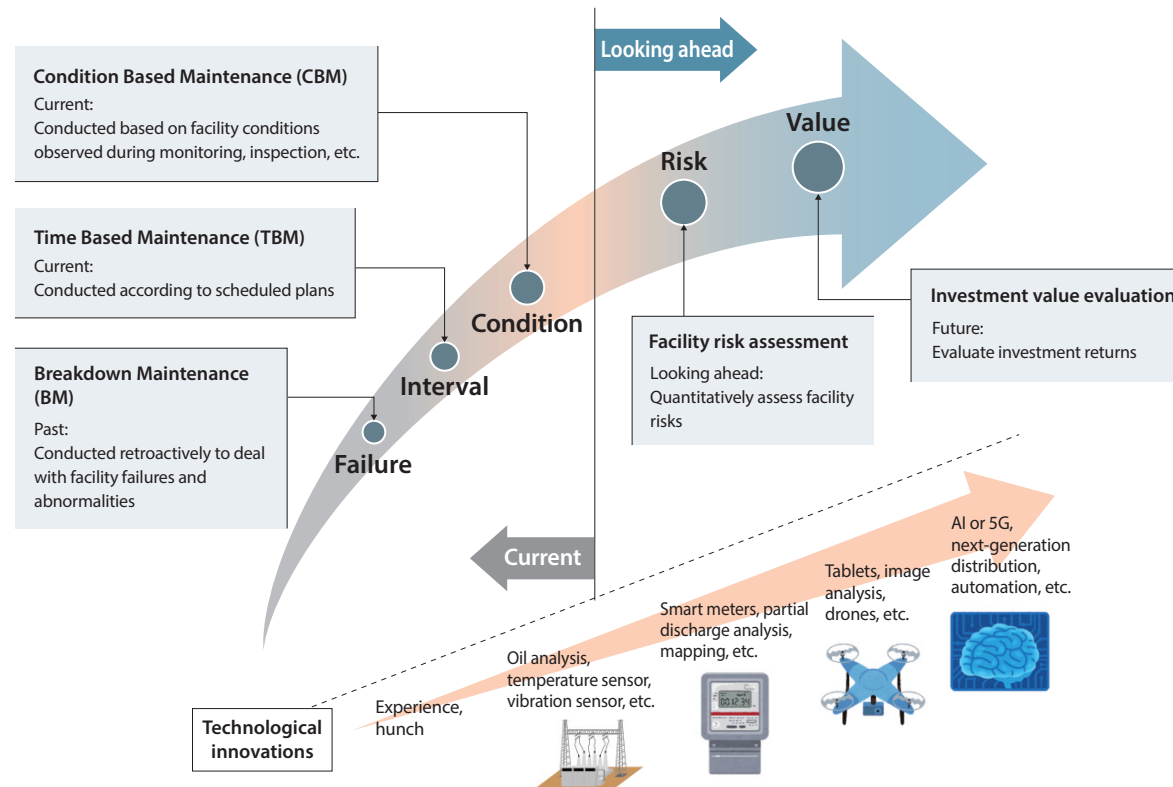 Looking ahead
Condition Based Maintenance (CBM)
Current:
Conducted based on facility conditions
observed during monitoring, inspection, etc.
Time Based Maintenance (TBM)
Current:
Conducted according to scheduled plans
Breakdown Maintenance
(BM)
Past:
Conducted retroactively to deal
with facility failures and
abnormalities
Failure
Interval
Condition
Risk
Value
Facility risk assessment
Looking ahead:
Quantitatively assess facility
risks
Investment value evaluation
Future:
Evaluate investment returns
Current
Technological
innovations
Experience,
hunch
Oil analysis,
temperature sensor,
vibration sensor, etc.
Smart meters, partial
discharge analysis,
mapping, etc.
Tablets, image
analysis,
drones, etc.
AI or 5G,
next-generation
distribution,
automation, etc.